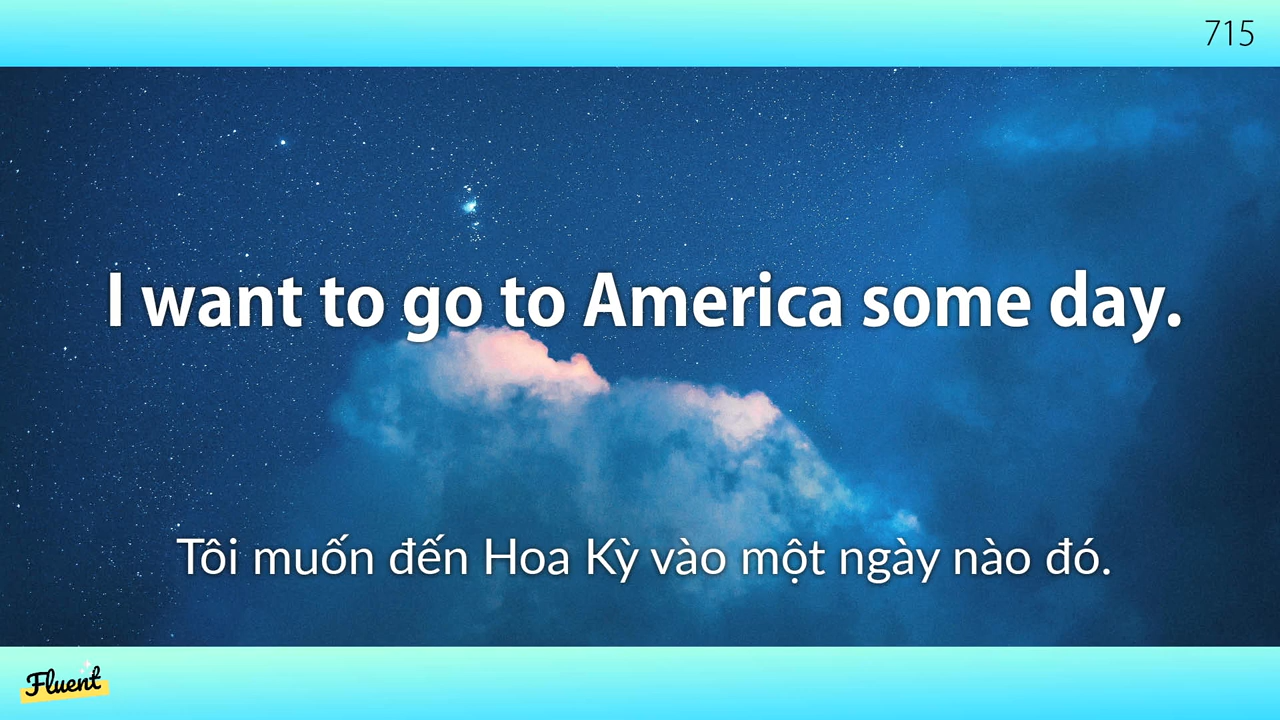 715
I want to go to America some day.
Tôi muốn đến Hoa Kỳ vào một ngày nào đó.
Fluent